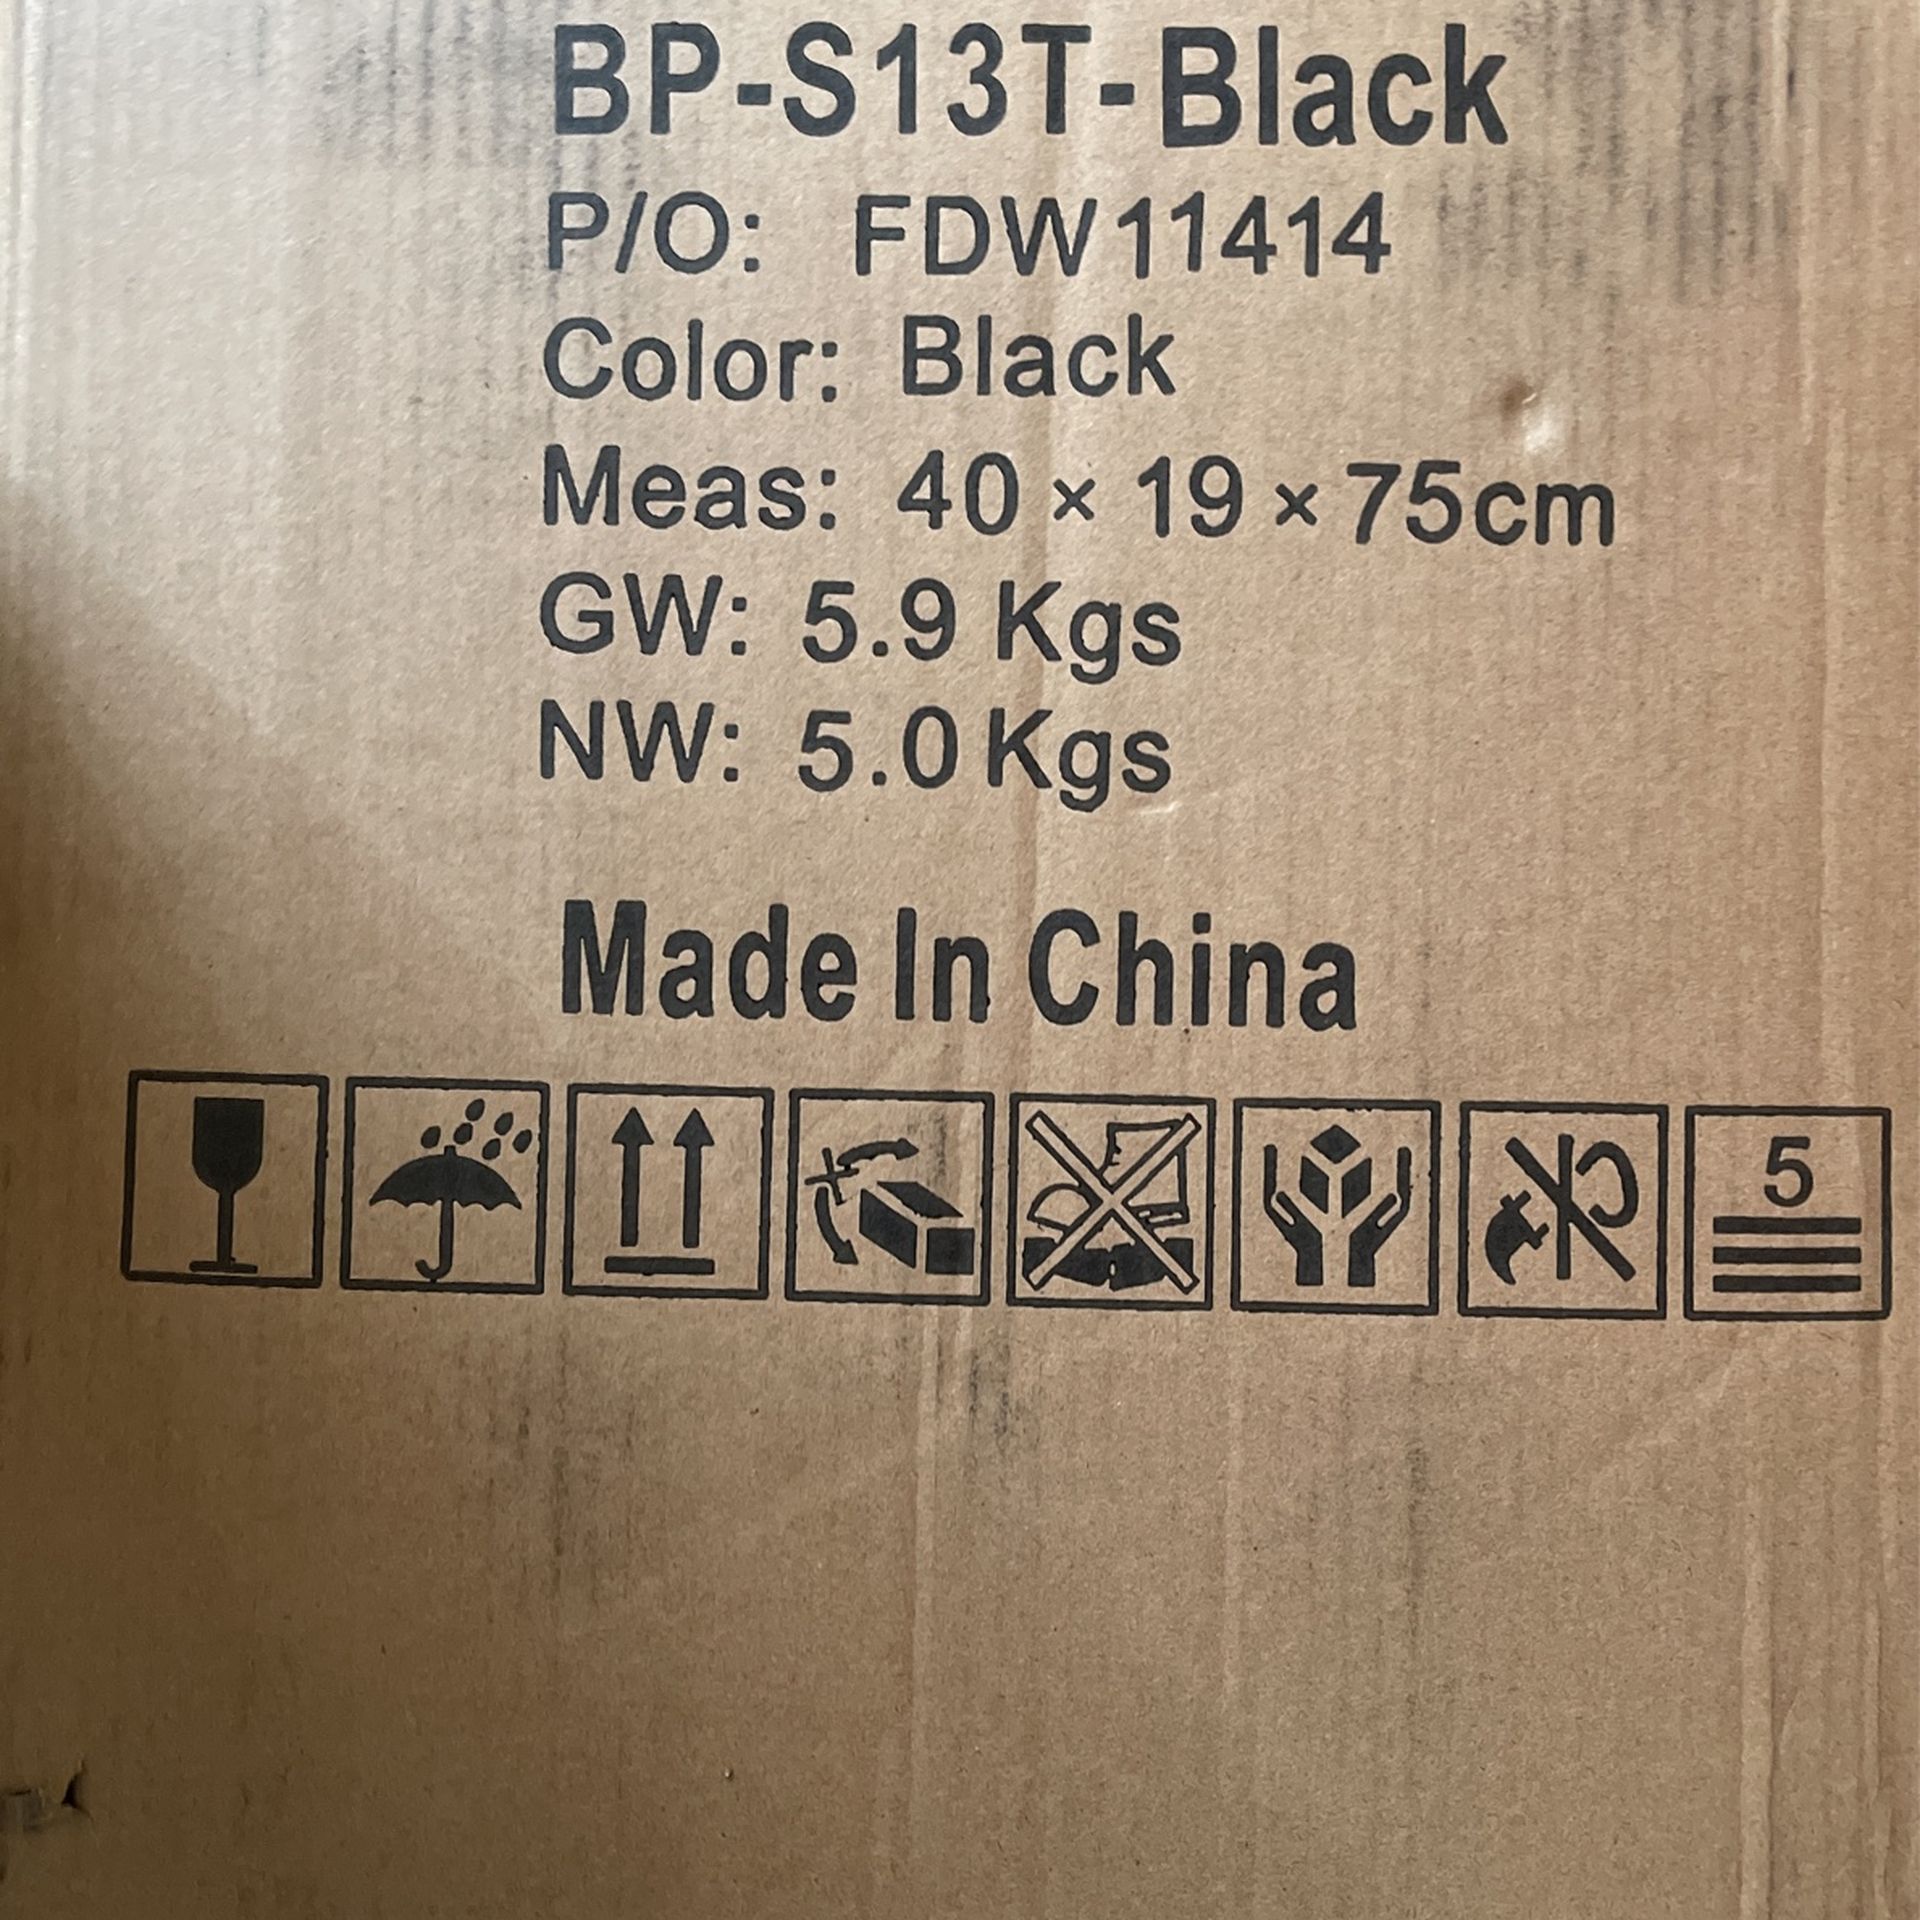 BP-S13T-Black
P/O: FDW11414
Color: Black
Meas: 40 × 19 × 75cm
GW: 5.9 Kgs
NW: 5.0 Kgs
Made In China
5